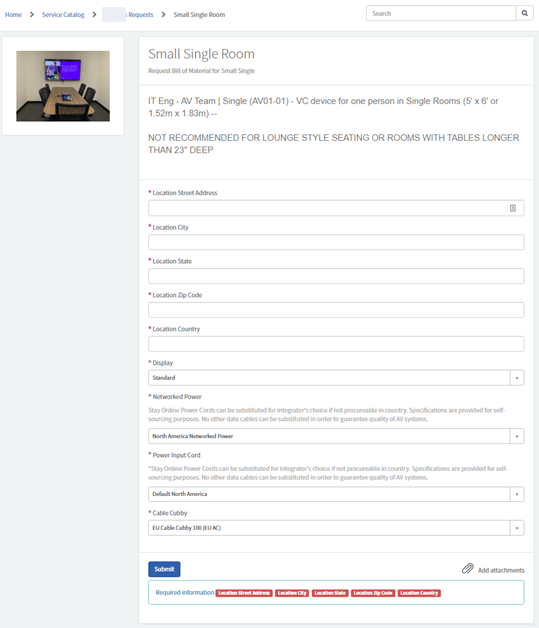 Home > Service Catalog > Requests > Small Single Room
Search
Small Single Room
Request Bill of Material for Small Single
IT Eng - AV Team | Single (AV01-01) - VC device for one person in Single Rooms (5' x 6' or
1.52m x 1.83m) --
NOT RECOMMENDED FOR LOUNGE STYLE SEATING OR ROOMS WITH TABLES LONGER
THAN 23" DEEP
* Location Street Address
* Location City
* Location State
* Location Zip Code
* Location Country
* Display
Standard
* Networked Power
Stay Online Power Cords can be substituted for integrator's choice if not procureable in country. Specifications are provided for self-
sourcing purposes. No other data cables can be substituted in order to guarantee quality of AV systems.
North America Networked Power
* Power Input Cord
*Stay Online Power Cords can be substituted for integrator's choice if not procureable in country. Specifications are provided for self-
sourcing purposes. No other data cables can be substituted in order to guarantee quality of AV systems.
Default North America
* Cable Cubby
EU Cable Cubby 100 (EU AC)
Submit
Add attachments
Required information Location Street Address Location City Location State Location Zip Code Location Country